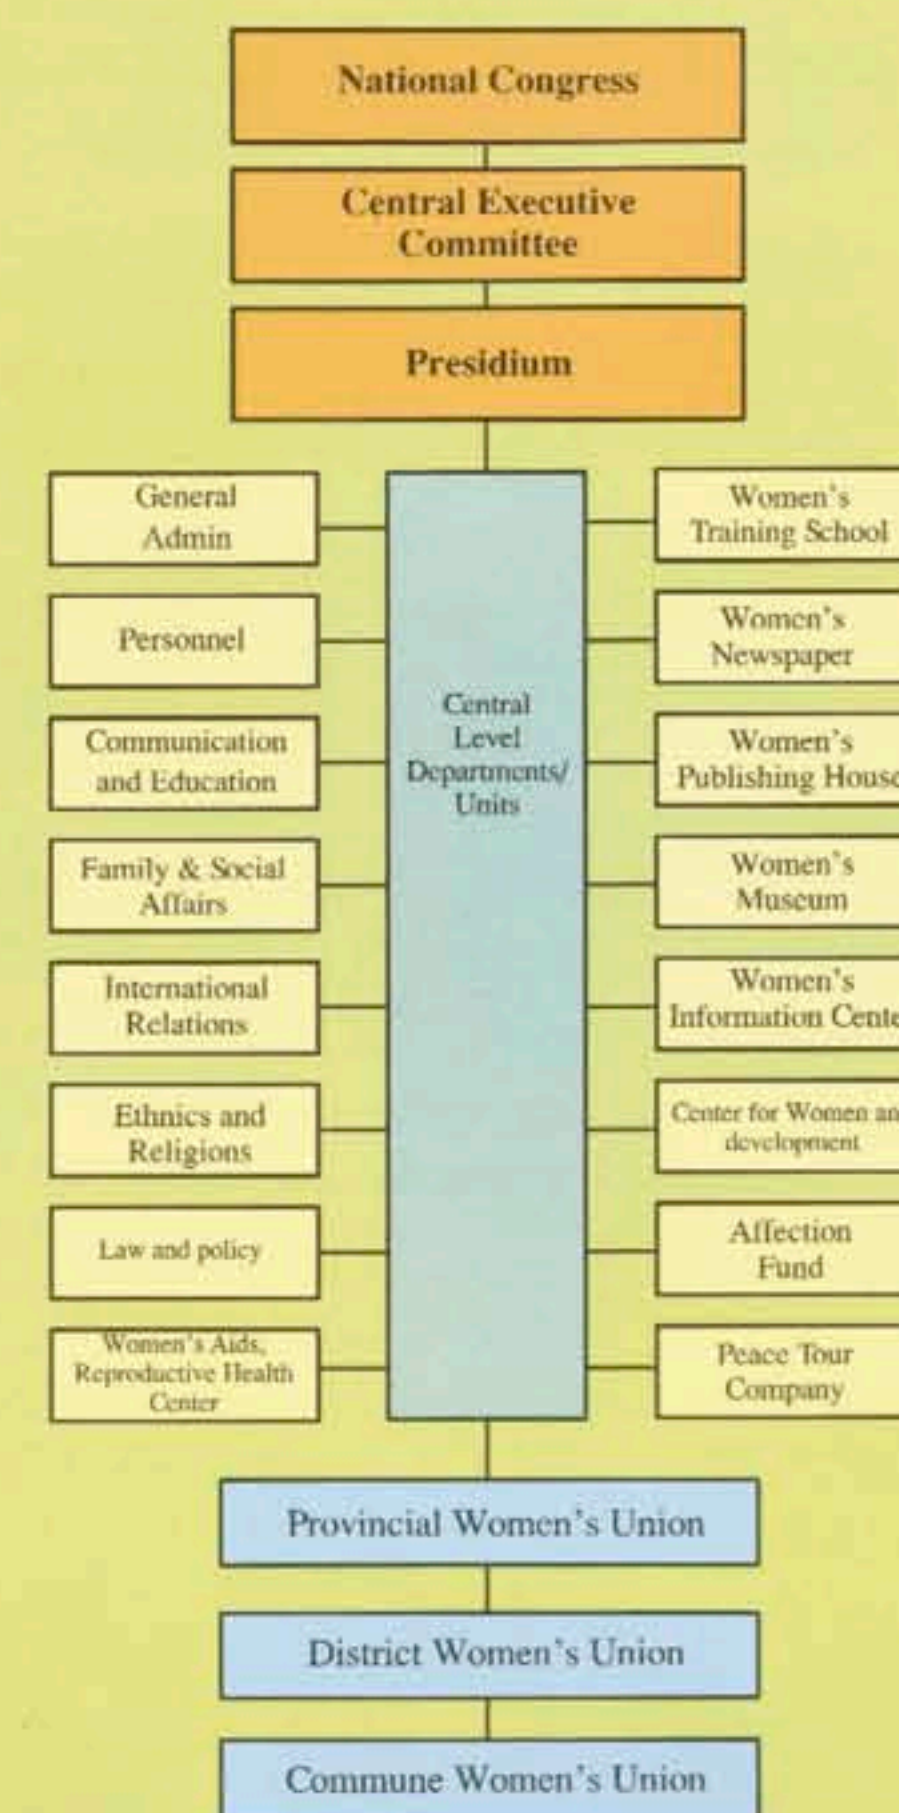 National Congress
Central Executive
Committee
Presidium
General
Admin
Personnel
Communication
and Education
Family & Social
Affairs
International
Relations
Ethnics and
Religions
Law and policy
Women's Aids,
Reproductive Health
Center
Central
Level
Departments/
Units
Women's
Training School
Women's
Newspaper
Women's
Publishing House
Women's
Museum
Women's
Information Cente
Center for Women an
development
Affection
Fund
Peace Tour
Company
Provincial Women's Union
District Women's Union
Commune Women's Union